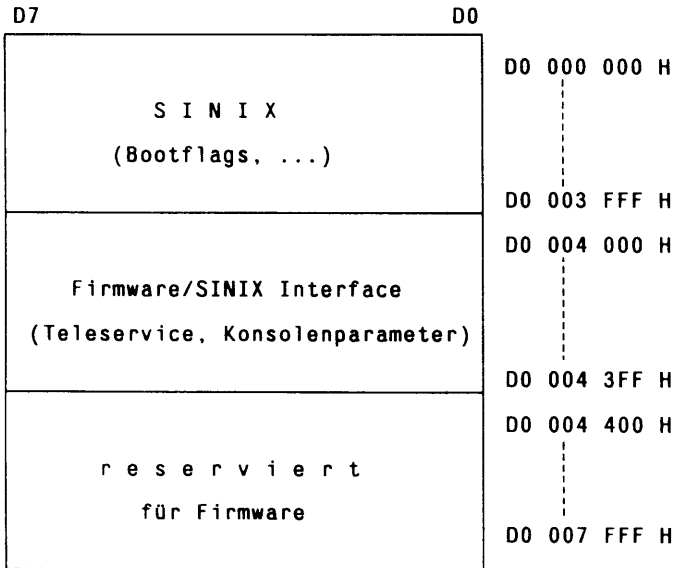 D7 D0
D0 000 000 H
S I N I X
(Bootflags, ...)
D0 003 FFF H
D0 004 000 H
Firmware/SINIX Interface
(Teleservice, Konsolenparameter)
D0 004 3FF H
D0 004 400 H
r e s e r v i e r t
für Firmware
D0 007 FFF H